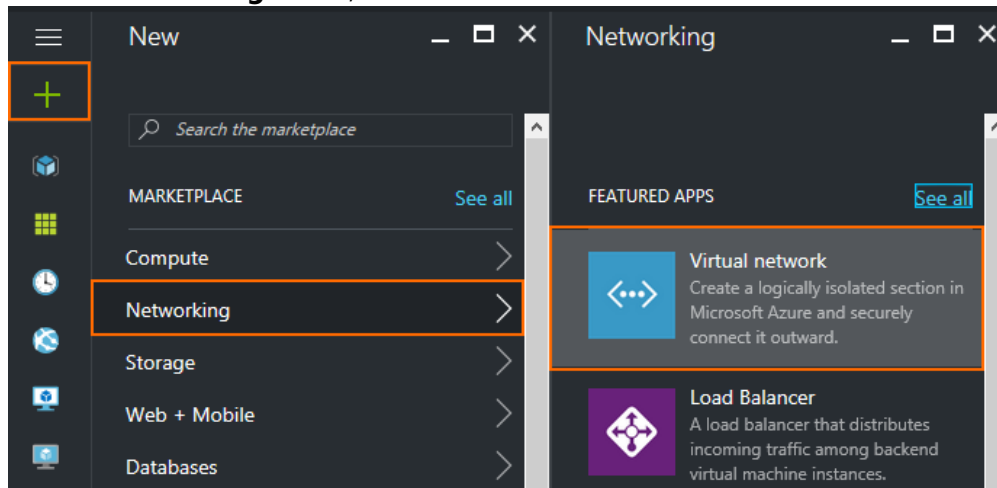 New
Search the marketplace
MARKETPLACE
See all
Compute
Networking
Storage
Web + Mobile
Databases
Networking
FEATURED APPS
See all
Virtual network
Create a logically isolated section in
Microsoft Azure and securely
connect it outward.
Load Balancer
A load balancer that distributes
incoming traffic among backend
virtual machine instances.